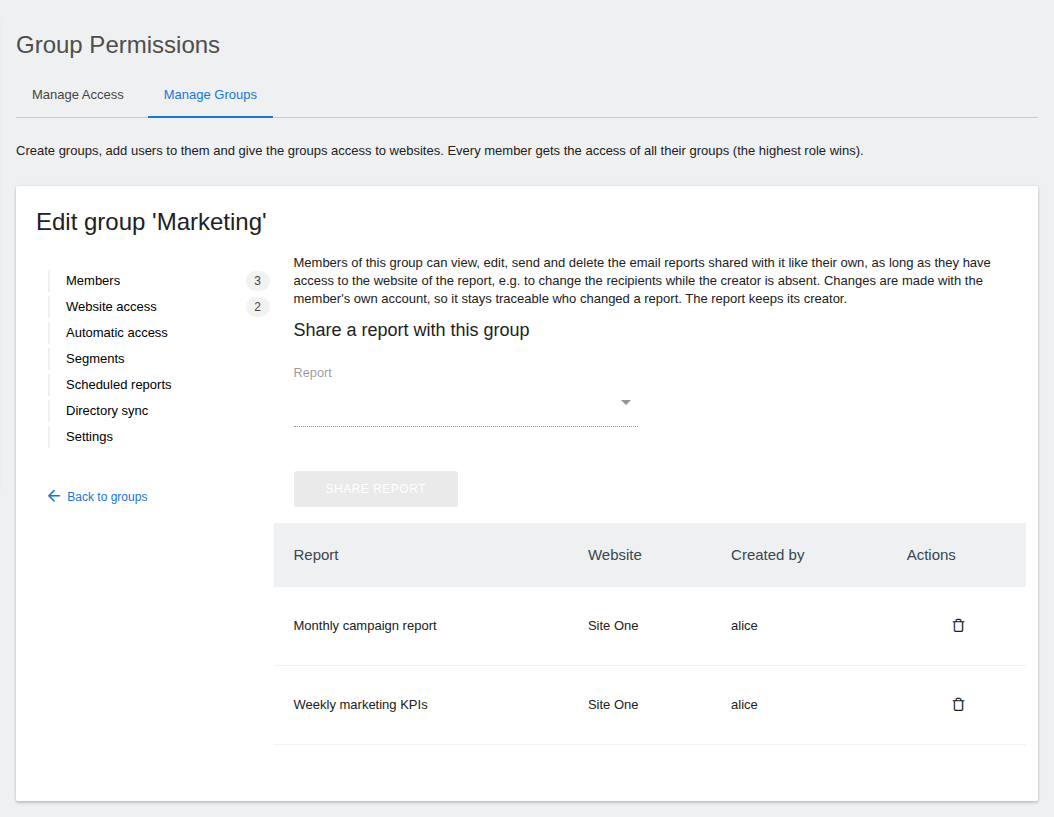 Group Permissions
Manage Access
Manage Groups
Create groups, add users to them and give the groups access to websites. Every member gets the access of all their groups (the highest role wins).
Edit group 'Marketing'
Members 3
Website access 2
Automatic access
Segments
Scheduled reports
Directory sync
Settings
Back to groups
Members of this group can view, edit, send and delete the email reports shared with it like their own, as long as they have
access to the website of the report, e.g. to change the recipients while the creator is absent. Changes are made with the
member's own account, so it stays traceable who changed a report. The report keeps its creator.
Share a report with this group
Report
SHARE REPORT
Report Website Created by Actions
Monthly campaign report Site One alice
Weekly marketing KPIs Site One alice